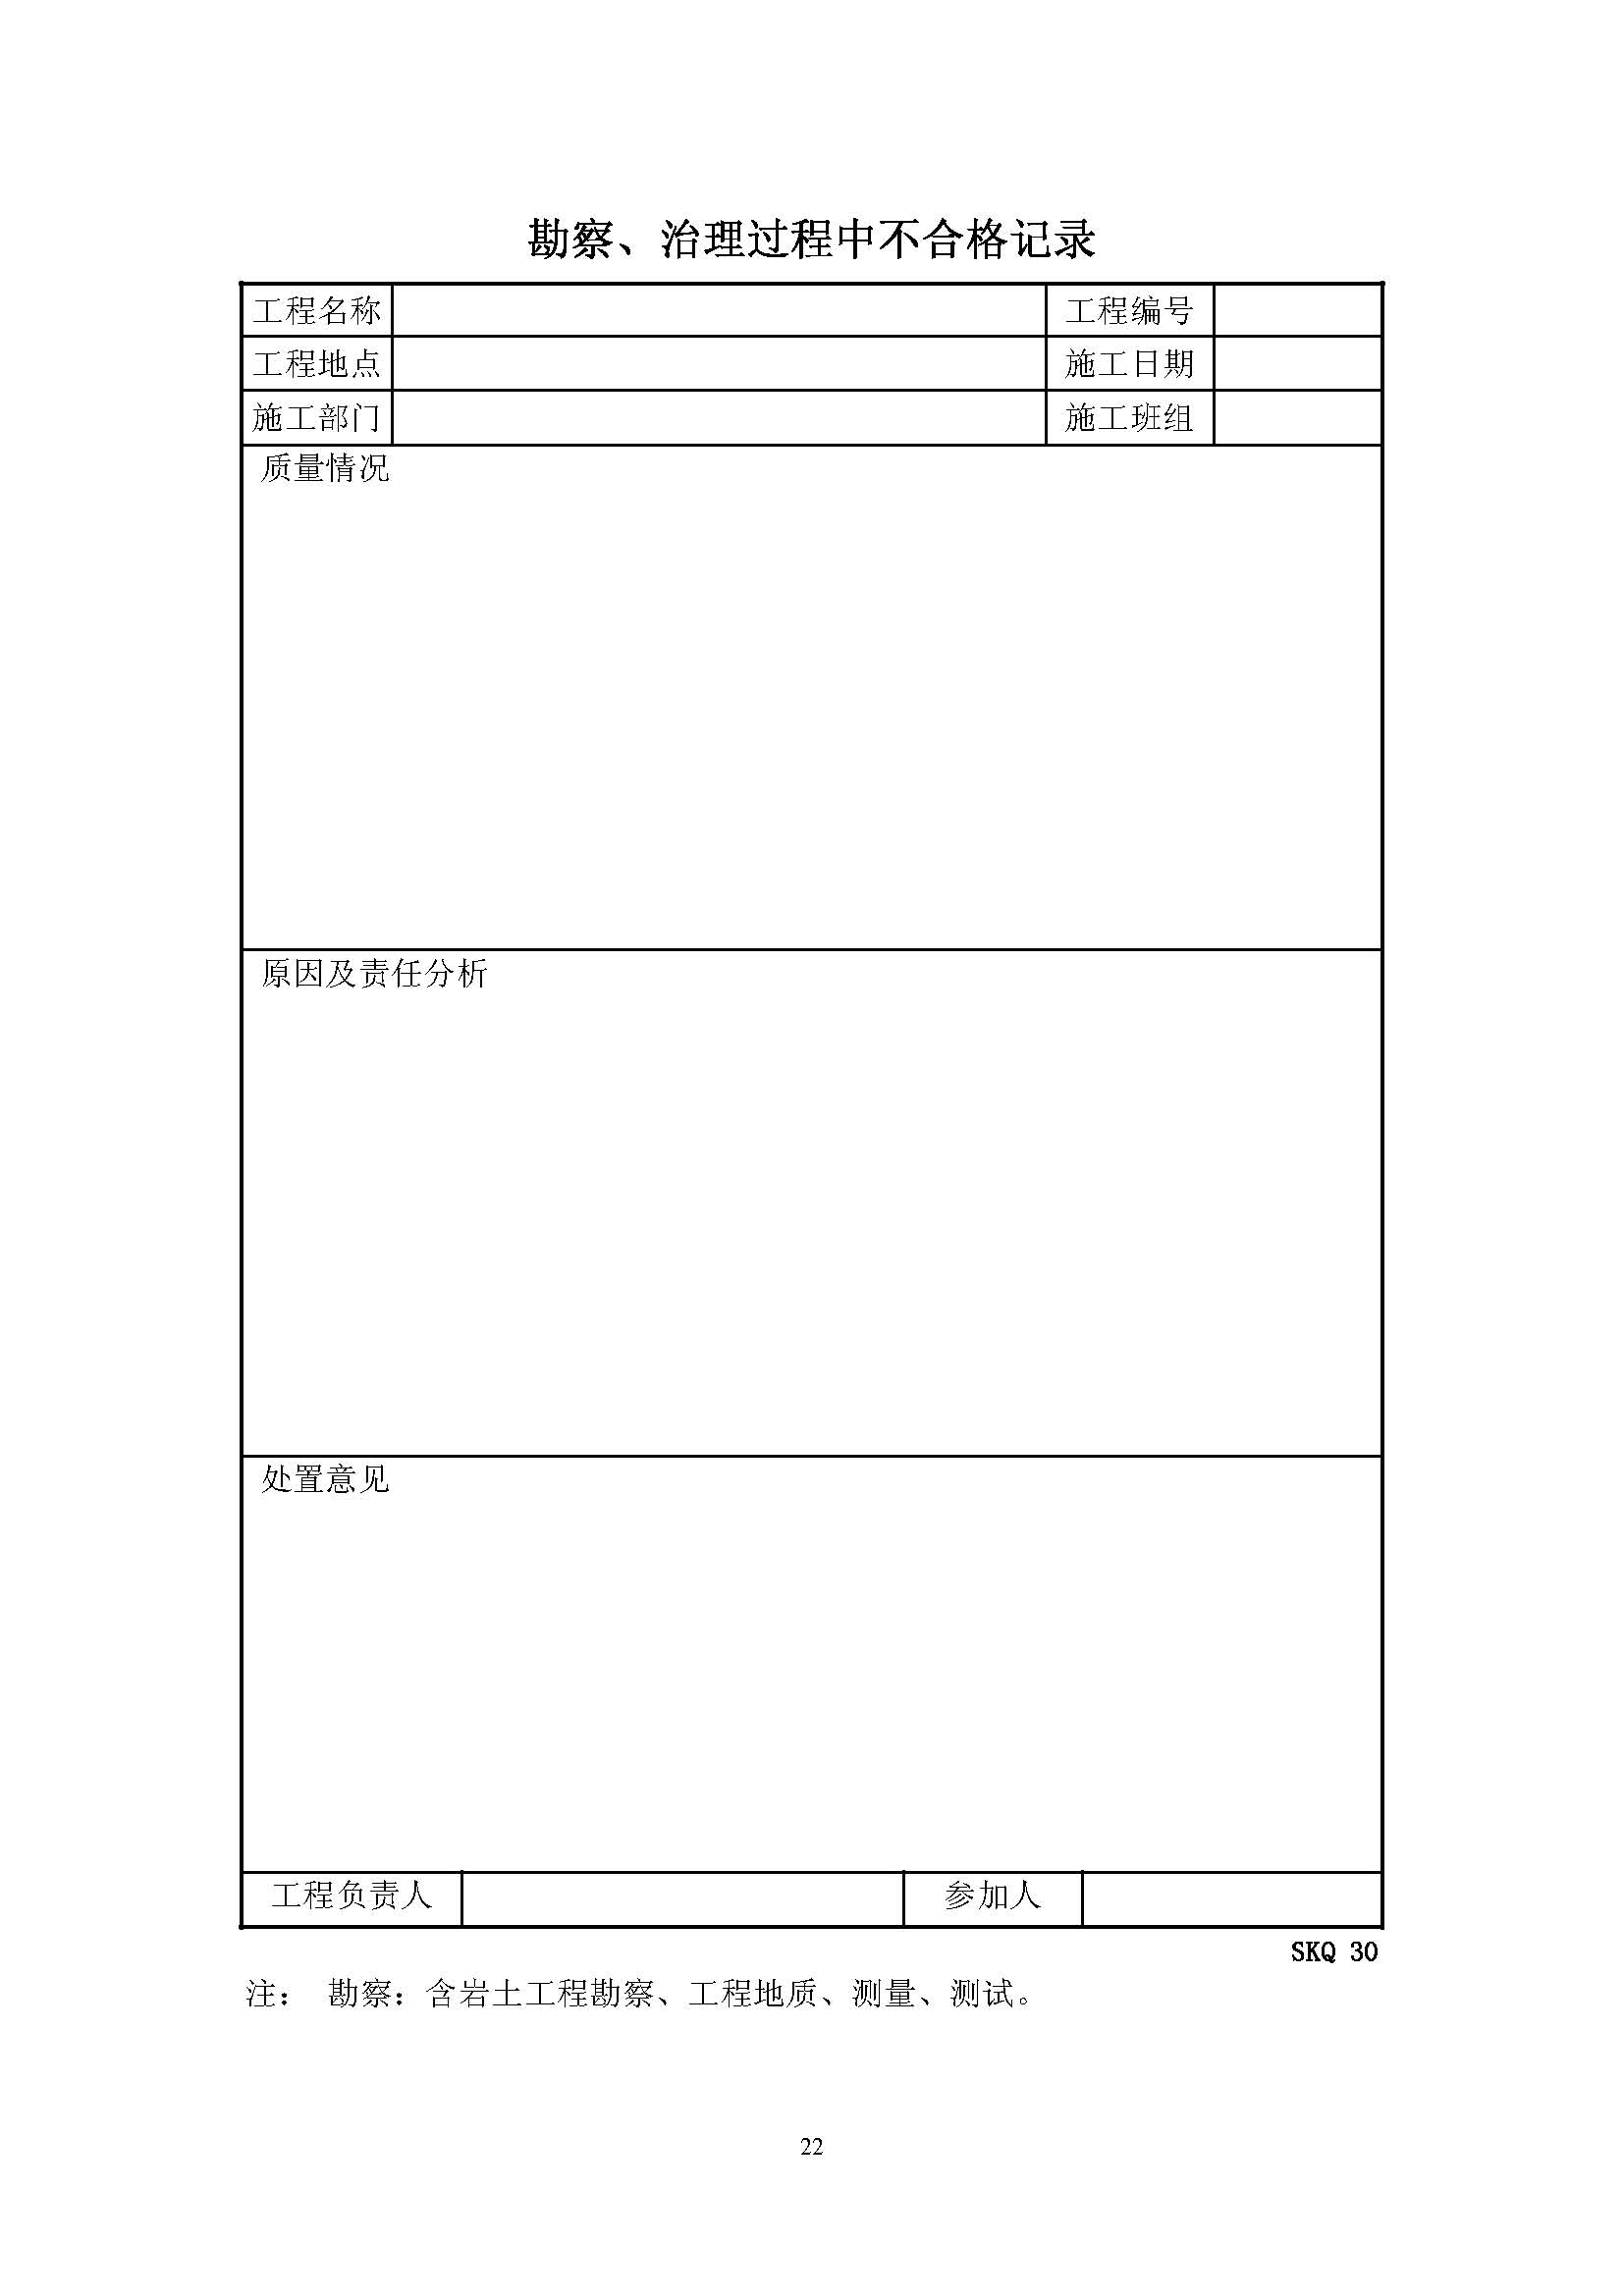 勘察、治理过程中不合格记录
工程名称 工程编号
工程地点 施工日期
施工部门 施工班组
质量情况
原因及责任分析
处置意见
工程负责人 参加人
SKQ 30
注： 勘察：含岩土工程勘察、工程地质、测量、测试。
22